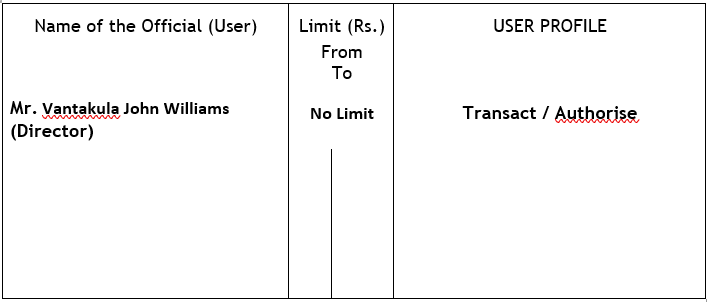 Name of the Official (User)
Limit (Rs.)
From
To
USER PROFILE
Mr. Vantakula John Williams
(Director)
No Limit
Transact / Authorise